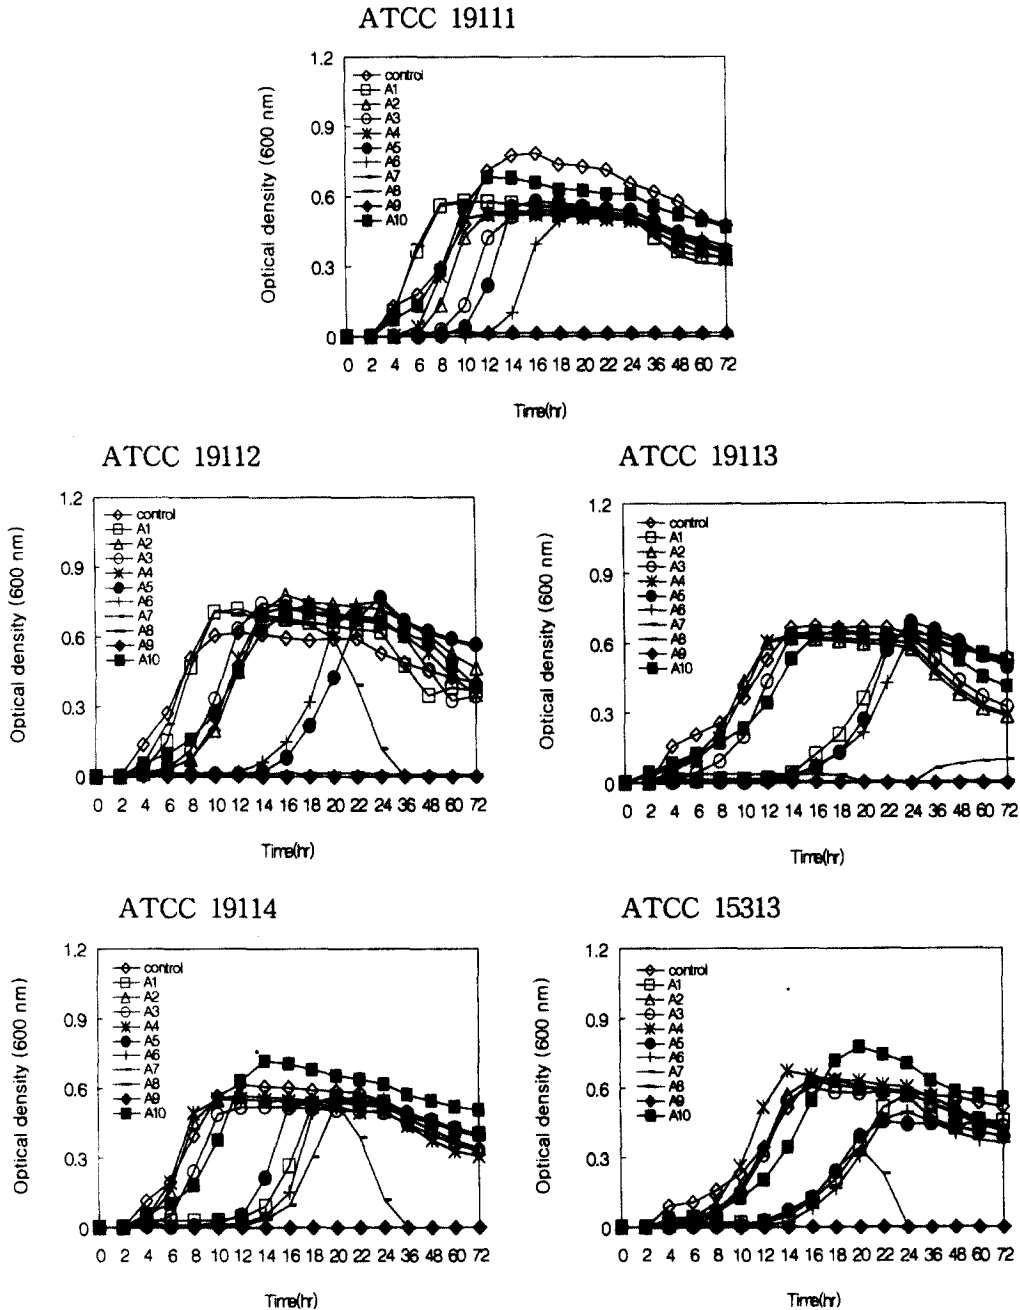 ATCC 19111
Optical density (600 nm)
1.2
0.9
0.6
0.3
0
control
A1
A2
A3
A4
A5
A6
A7
A8
A9
A10
0 2 4 6 8 10 12 14 16 18 20 22 24 36 48 60 72
Time(hr)
ATCC 19112
Optical density (600 nm)
1.2
0.9
0.6
0.3
0
control
A1
A2
A3
A4
A5
A6
A7
A8
A9
A10
0 2 4 6 8 10 12 14 16 18 20 22 24 36 48 60 72
Time(hr)
ATCC 19113
Optical density (600 nm)
1.2
0.9
0.6
0.3
0
control
A1
A2
A3
A4
A5
A6
A7
A8
A9
A10
0 2 4 6 8 10 12 14 16 18 20 22 24 36 48 60 72
Time(hr)
ATCC 19114
Optical density (600 nm)
1.2
0.9
0.6
0.3
0
control
A1
A2
A3
A4
A5
A6
A7
A8
A9
A10
0 2 4 6 8 10 12 14 16 18 20 22 24 36 48 60 72
Time(hr)
ATCC 15313
Optical density (600 nm)
1.2
0.9
0.6
0.3
0
control
A1
A2
A3
A4
A5
A6
A7
A8
A9
A10
0 2 4 6 8 10 12 14 16 18 20 22 24 36 48 60 72
Time(hr)